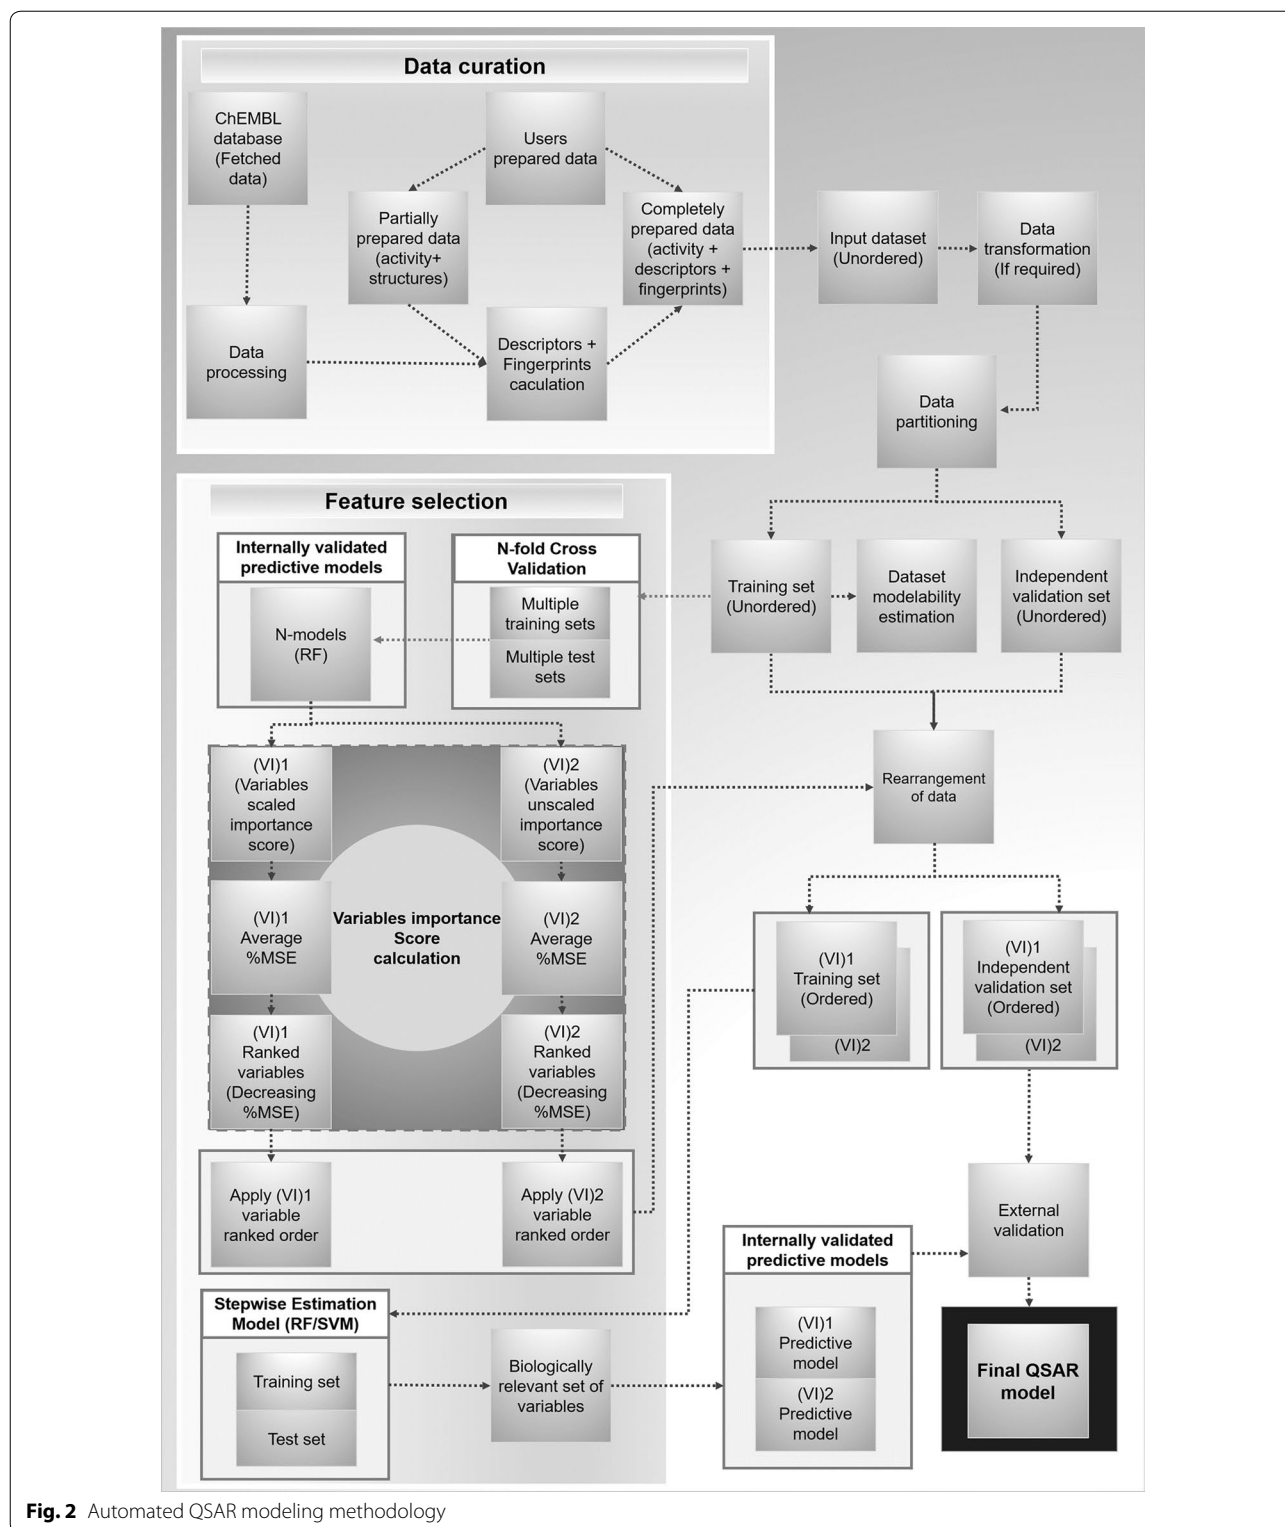 Data curation
ChEMBL
database
(Fetched
data)
Users
prepared data
Partially
prepared data
(activity+
structures)
Completely
prepared data
(activity +
descriptors +
fingerprints)
Input dataset
(Unordered)
Data
transformation
(If required)
Data
processing
Descriptors +
Fingerprints
caculation
Data
partitioning
Feature selection
Internally validated
predictive models
N-models
(RF)
N-fold Cross
Validation
Multiple
training sets
Multiple test
sets
Training set
(Unordered)
Dataset
modelability
estimation
Independent
validation set
(Unordered)
(VI)1
(Variables
scaled
importance
score)
(VI)2
(Variables
unscaled
importance
score)
Rearrangement
of data
(VI)1
Average
%MSE
Variables importance
Score
calculation
(VI)2
Average
%MSE
(VI)1
Training set
(Ordered)
(VI)2
(VI)1
Independent
validation set
(Ordered)
(VI)2
(VI)1
Ranked
variables
(Decreasing
%MSE)
(VI)2
Ranked
variables
(Decreasing
%MSE)
Apply (VI)1
variable
ranked order
Apply (VI)2
variable
ranked order
External
validation
Internally validated
predictive models
(VI)1
Predictive
model
(VI)2
Predictive
model
Stepwise Estimation
Model (RF/SVM)
Training set
Test set
Biologically
relevant set of
variables
Final QSAR
model
Fig. 2 Automated QSAR modeling methodology